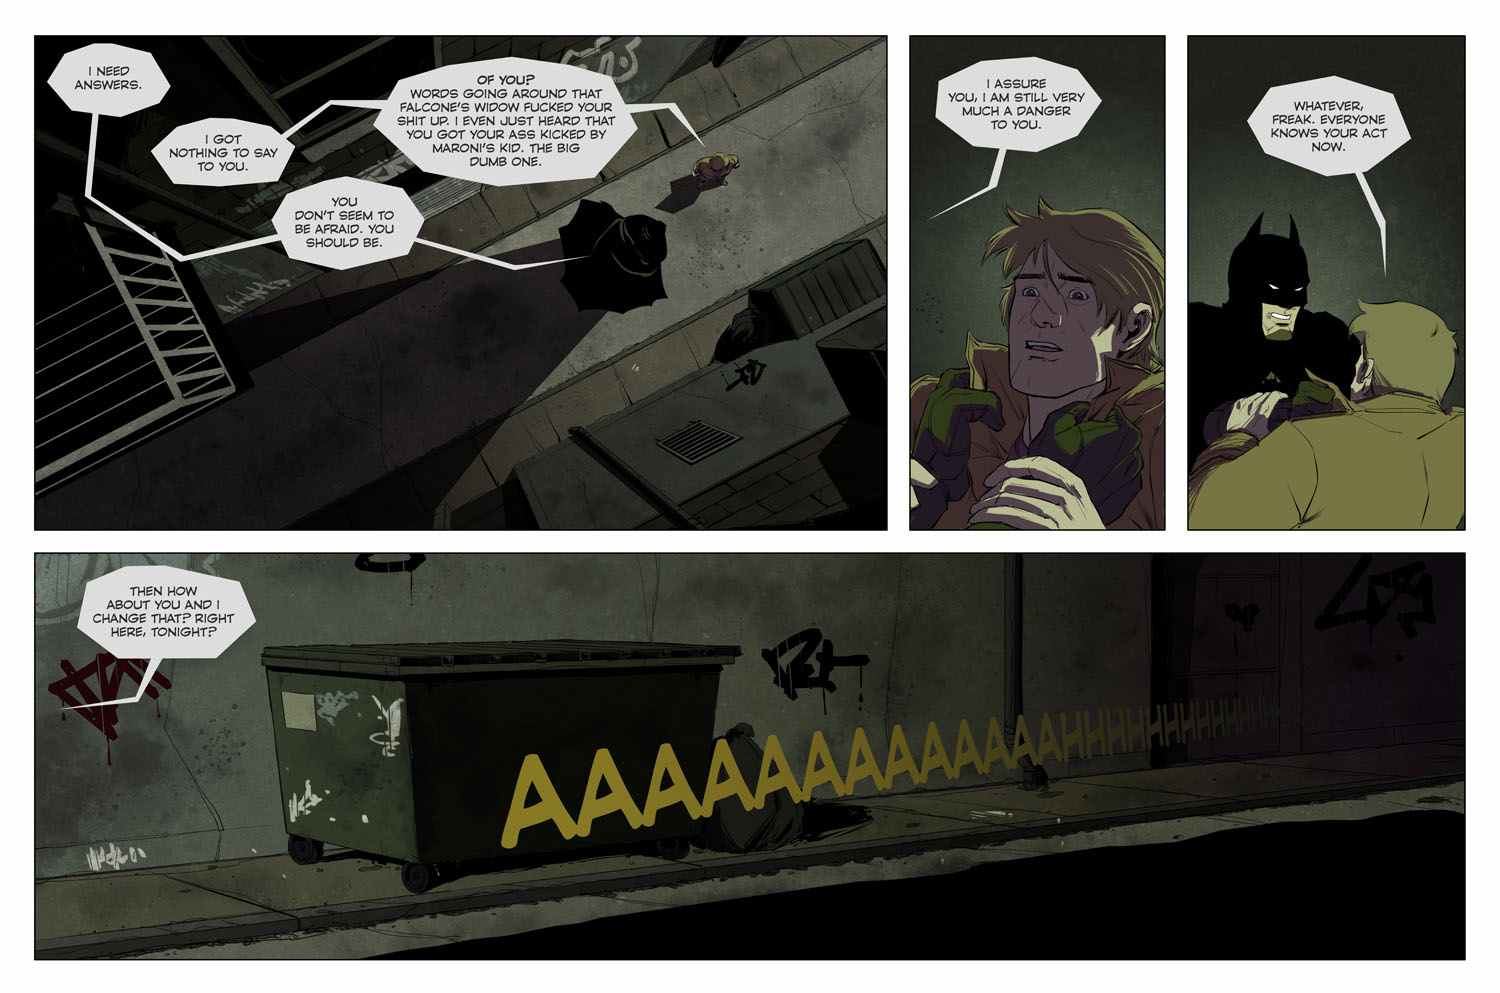 I NEED
ANSWERS.
I GOT
NOTHING TO SAY
TO YOU.
YOU
DON'T SEEM TO
BE AFRAID. YOU
SHOULD BE.
OF YOU?
WORDS GOING AROUND THAT
FALCONE'S WIDOW FUCKED YOUR
SHIT UP. I EVEN JUST HEARD THAT
YOU GOT YOUR ASS KICKED BY
MARONI'S KID. THE BIG
DUMB ONE.
I ASSURE
YOU, I AM STILL VERY
MUCH A DANGER
TO YOU.
WHATEVER,
FREAK. EVERYONE
KNOWS YOUR ACT
NOW.
THEN HOW
ABOUT YOU AND I
CHANGE THAT? RIGHT
HERE, TONIGHT?
AAAAAAAAAAAAAAAHHHHHHHHHHHHHH